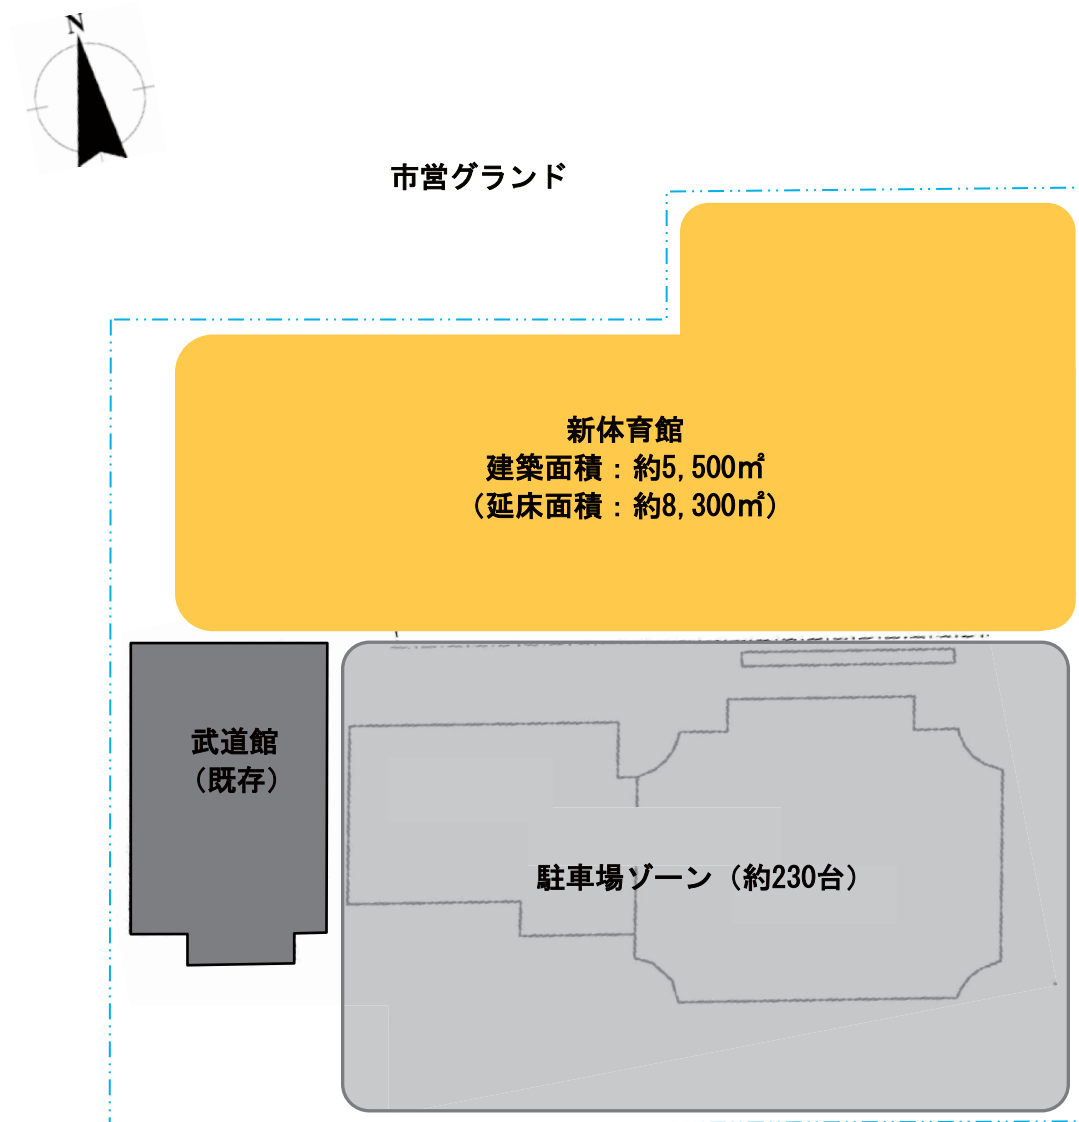 N
市営グランド
新体育館
建築面積：約5,500㎡
（延床面積：約8,300㎡）
武道館
（既存）
駐車場ゾーン（約230台）